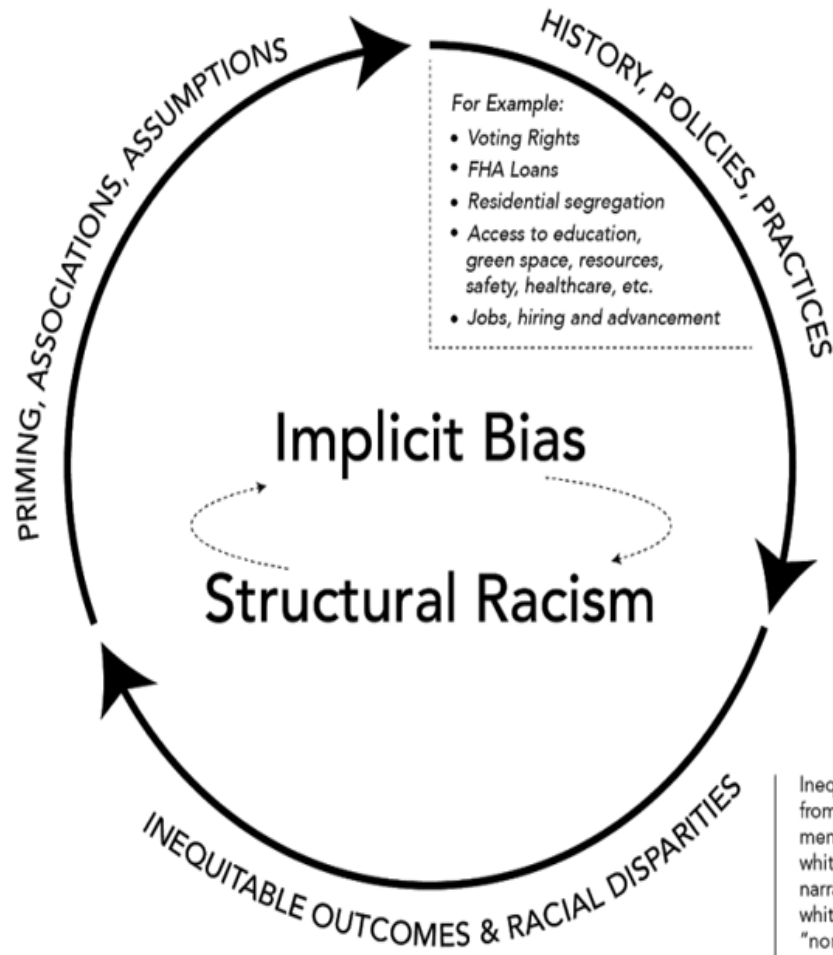 PRIMING, ASSOCIATIONS, ASSUMPTIONS
HISTORY, POLICIES, PRACTICES
For Example:
• Voting Rights
• FHA Loans
• Residential segregation
• Access to education,
green space, resources,
safety, healthcare, etc.
• Jobs, hiring and advancement
Implicit Bias
Structural Racism
INEQUITABLE OUTCOMES & RACIAL DISPARITIES
from